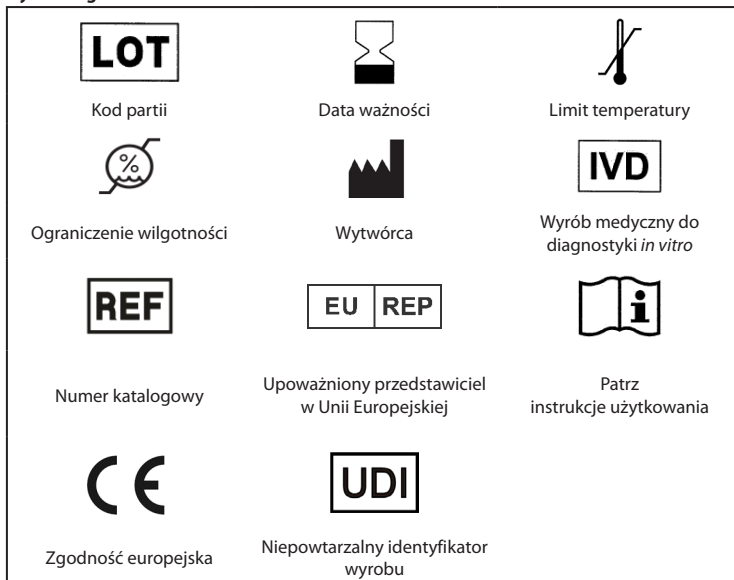 LOT
Kod partii
Data ważności
Limit temperatury
%
Ograniczenie wilgotności
Wytwórca
IVD
Wyrób medyczny do
diagnostyki in vitro
REF
Numer katalogowy
EU REP
Upoważniony przedstawiciel
w Unii Europejskiej
i
Patrz
instrukcje użytkowania
CE
Zgodność europejska
UDI
Niepowtarzalny identyfikator
wyrobu